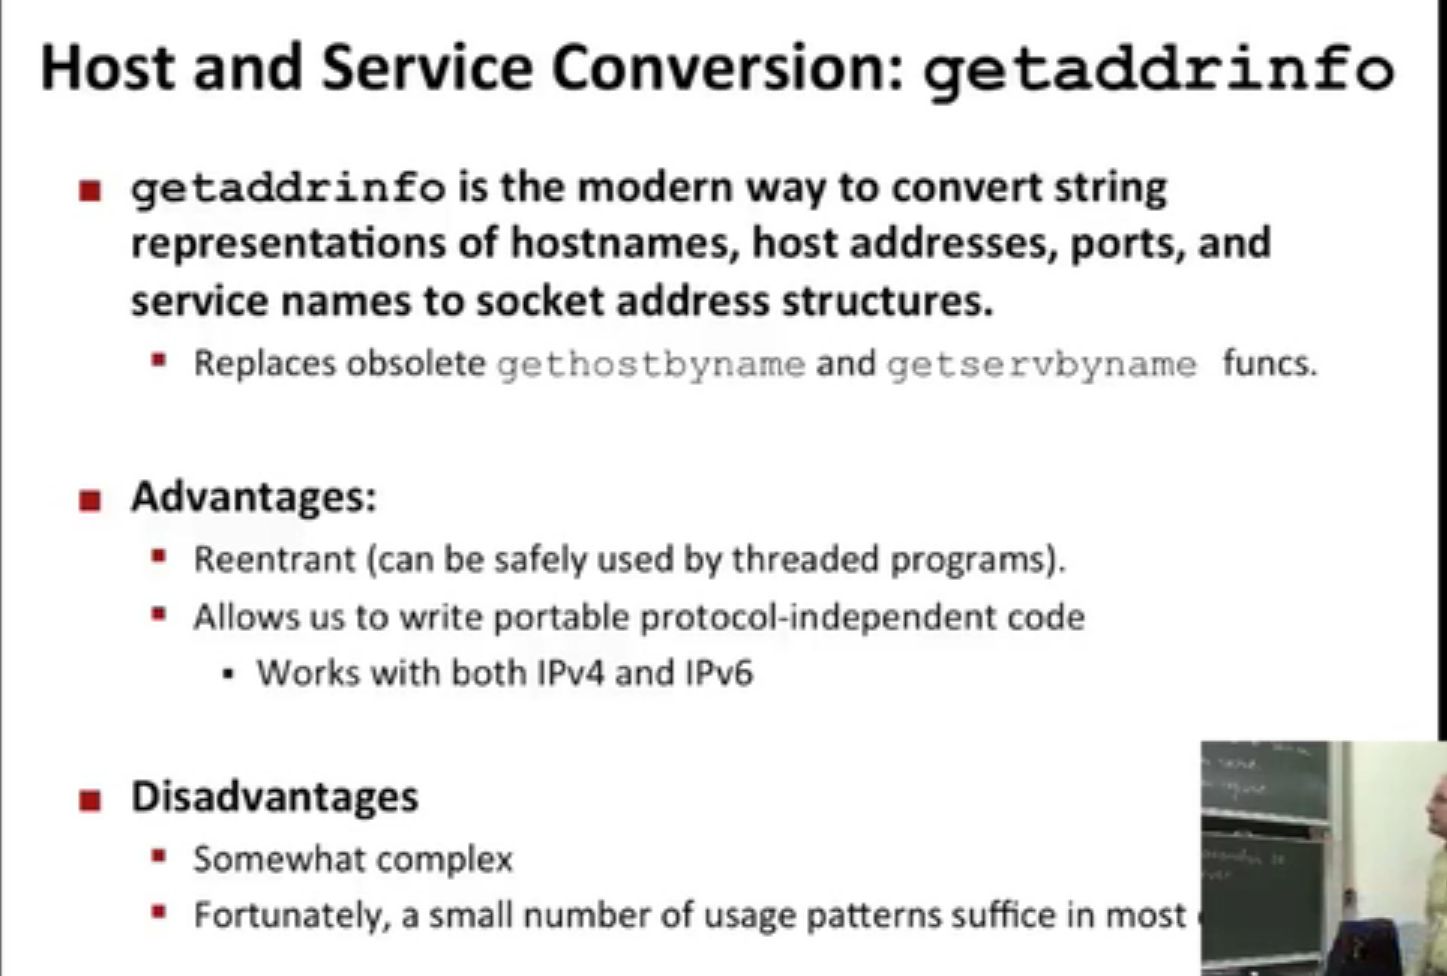 Host and Service Conversion: getaddrinfo
getaddrinfo is the modern way to convert string
representations of hostnames, host addresses, ports, and
service names to socket address structures.
Replaces obsolete gethostbyname and getservbyname funcs.
Advantages:
Reentrant (can be safely used by threaded programs).
Allows us to write portable protocol-independent code
Works with both IPv4 and IPv6
Disadvantages
Somewhat complex
Fortunately, a small number of usage patterns suffice in most